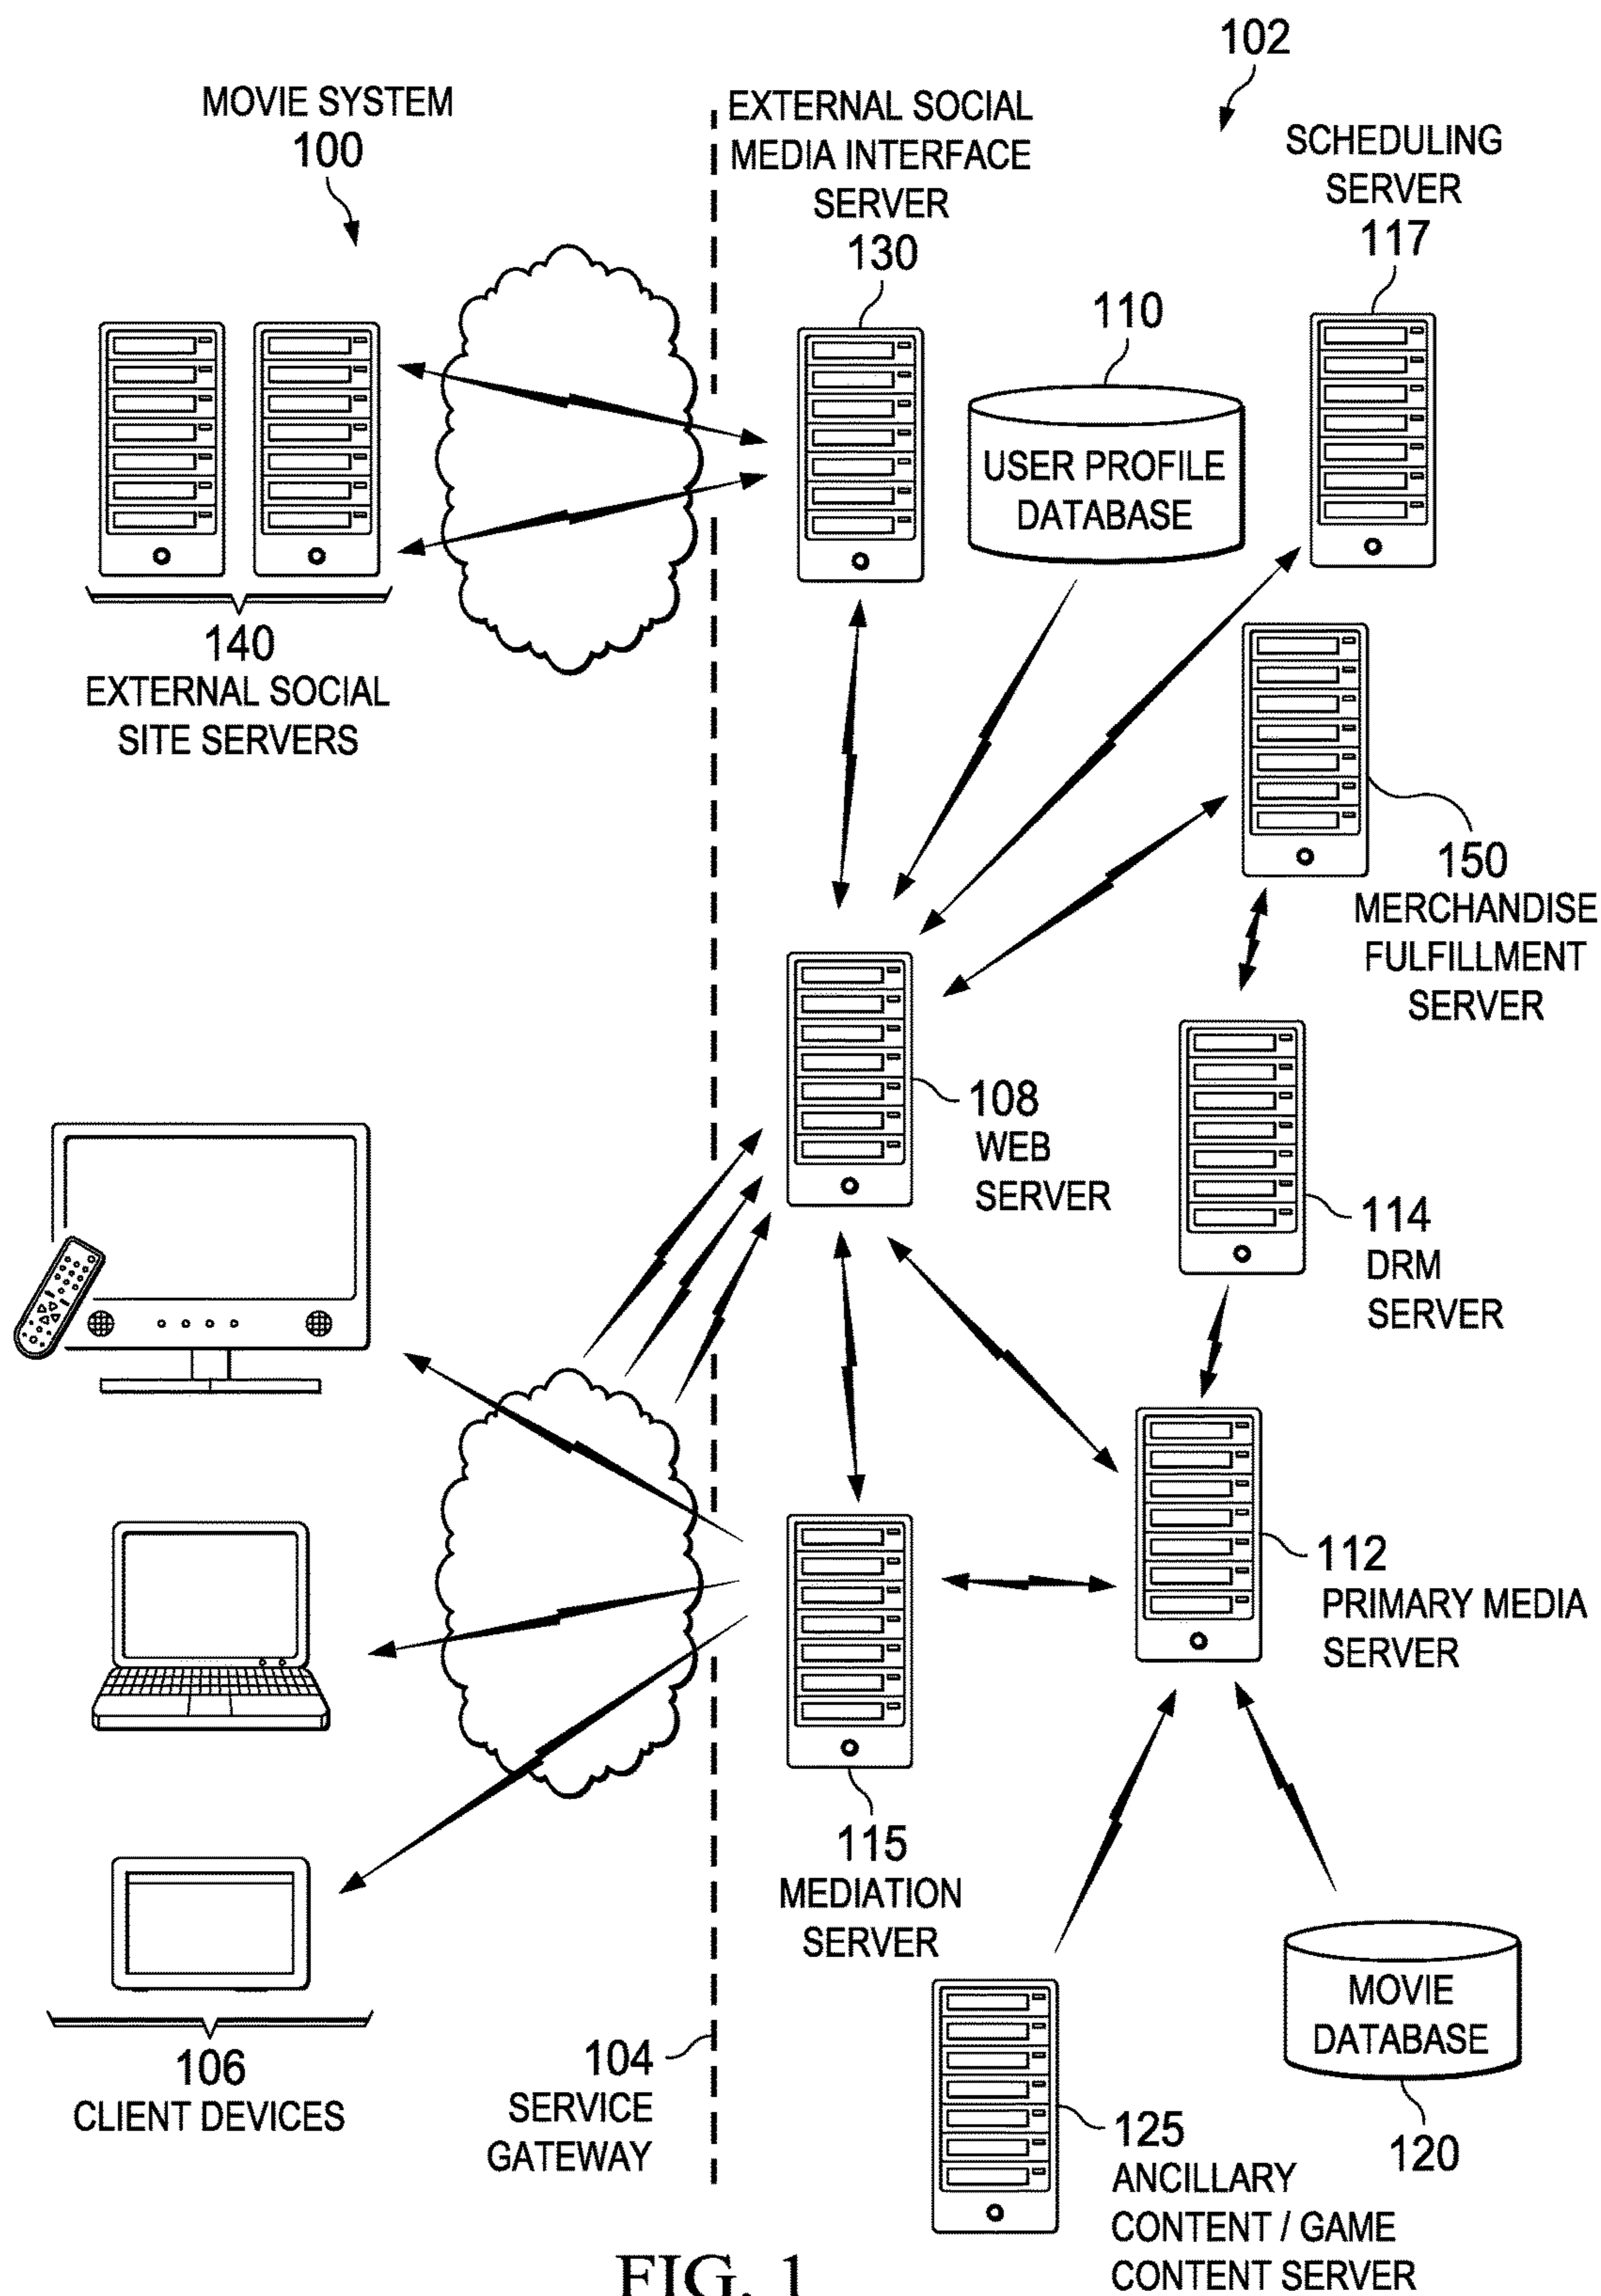 102
MOVIE SYSTEM
100
EXTERNAL SOCIAL
MEDIA INTERFACE
SERVER
130
SCHEDULING
SERVER
117
110
USER PROFILE
DATABASE
140
EXTERNAL SOCIAL
SITE SERVERS
150
MERCHANDISE
FULFILLMENT
SERVER
108
WEB
SERVER
114
DRM
SERVER
112
PRIMARY MEDIA
SERVER
115
MEDIATION
SERVER
MOVIE
DATABASE
120
106
CLIENT DEVICES
104
SERVICE
GATEWAY
125
ANCILLARY
CONTENT / GAME
CONTENT SERVER
FIG. 1